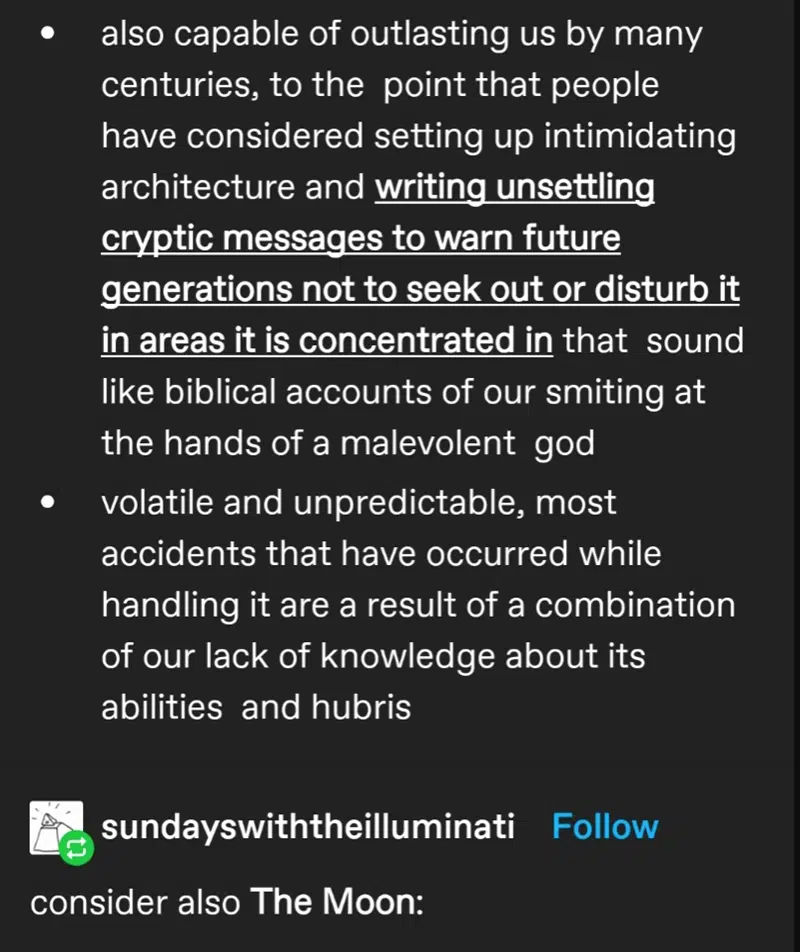 • also capable of outlasting us by many
centuries, to the point that people
have considered setting up intimidating
architecture and writing unsettling
cryptic messages to warn future
generations not to seek out or disturb it
in areas it is concentrated in that sound
like biblical accounts of our smiting at
the hands of a malevolent god
• volatile and unpredictable, most
accidents that have occurred while
handling it are a result of a combination
of our lack of knowledge about its
abilities and hubris
sundayswiththeilluminati Follow
consider also The Moon: